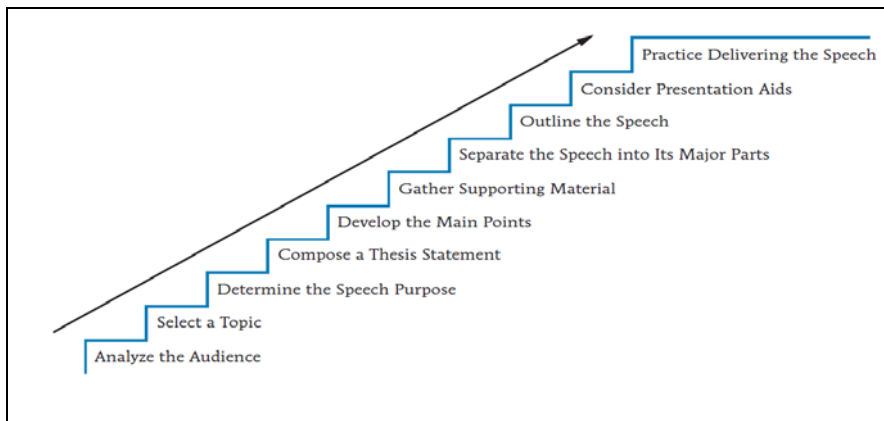 Practice Delivering the Speech
Consider Presentation Aids
Outline the Speech
Separate the Speech into Its Major Parts
Gather Supporting Material
Develop the Main Points
Compose a Thesis Statement
Determine the Speech Purpose
Select a Topic
Analyze the Audience